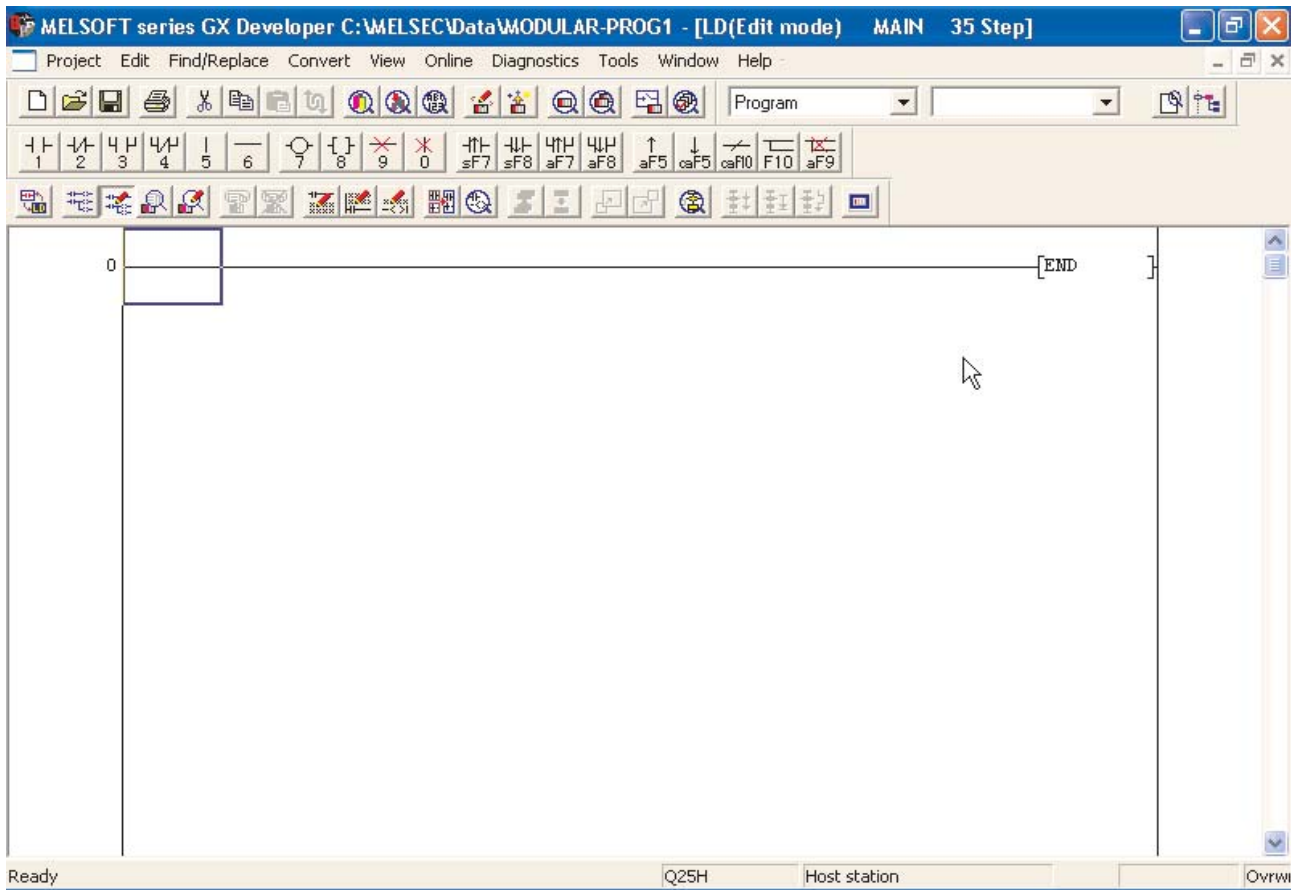 MELSOFT series GX Developer C:\MELSEC\Data\MODULAR-PROG1 - [LD(Edit mode) MAIN 35 Step]
Project Edit Find/Replace Convert View Online Diagnostics Tools Window Help
Program
1 2 3 4 5 6 7 8 9 0 sF7 sF8 aF7 aF8 aF5 caF5 caF10 F10 aF9
0 [END ]
Ready Q25H Host station Ovrwr